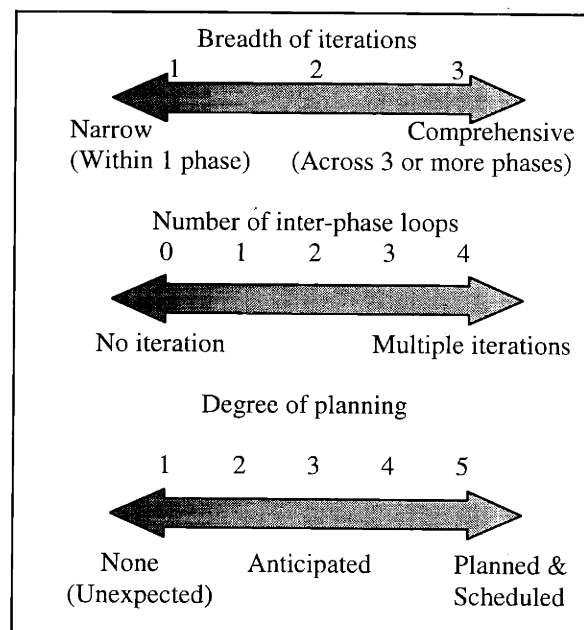 Breadth of iterations
1 2 3
Narrow Comprehensive
(Within 1 phase) (Across 3 or more phases)
Number of inter-phase loops
0 1 2 3 4
No iteration Multiple iterations
Degree of planning
1 2 3 4 5
None Anticipated Planned &
(Unexpected) Scheduled